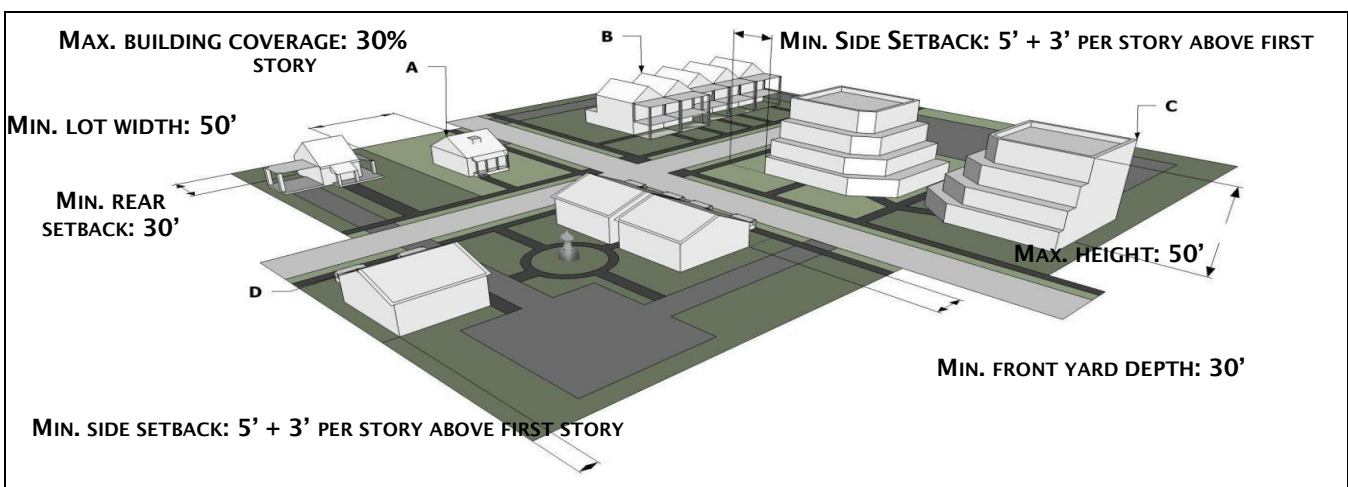 MAX. BUILDING COVERAGE: 30%
STORY
A
B
MIN. SIDE SETBACK: 5’ + 3’ PER STORY ABOVE FIRST
C
MIN. LOT WIDTH: 50’
MIN. REAR
SETBACK: 30’
MAX. HEIGHT: 50’
D
MIN. FRONT YARD DEPTH: 30’
MIN. SIDE SETBACK: 5’ + 3’ PER STORY ABOVE FIRST STORY